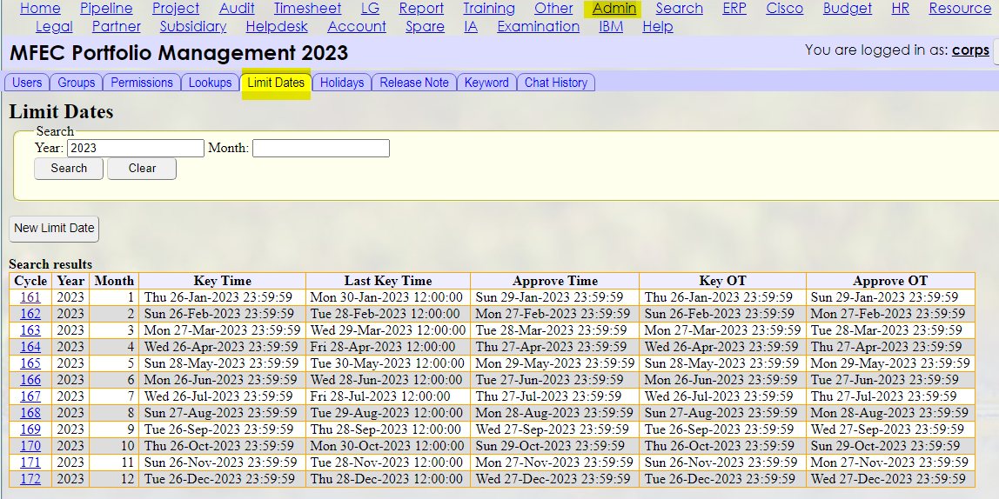 Home Pipeline Project Audit Timesheet LG Report Training Other Admin Search ERP Cisco Budget HR Resource
Legal Partner Subsidiary Helpdesk Account Spare IA Examination IBM Help
MFEC Portfolio Management 2023 You are logged in as: corps
Users Groups Permissions Lookups Limit Dates Holidays Release Note Keyword Chat History
Limit Dates
Search
Year: 2023 Month:
Search Clear
New Limit Date
Search results
Cycle Year Month Key Time Last Key Time Approve Time Key OT Approve OT
161 2023 1 Thu 26-Jan-2023 23:59:59 Mon 30-Jan-2023 12:00:00 Sun 29-Jan-2023 23:59:59 Thu 26-Jan-2023 23:59:59 Sun 29-Jan-2023 23:59:59
162 2023 2 Sun 26-Feb-2023 23:59:59 Tue 28-Feb-2023 12:00:00 Mon 27-Feb-2023 23:59:59 Sun 26-Feb-2023 23:59:59 Mon 27-Feb-2023 23:59:59
163 2023 3 Mon 27-Mar-2023 23:59:59 Wed 29-Mar-2023 12:00:00 Tue 28-Mar-2023 23:59:59 Mon 27-Mar-2023 23:59:59 Tue 28-Mar-2023 23:59:59
164 2023 4 Wed 26-Apr-2023 23:59:59 Fri 28-Apr-2023 12:00:00 Thu 27-Apr-2023 23:59:59 Wed 26-Apr-2023 23:59:59 Thu 27-Apr-2023 23:59:59
165 2023 5 Sun 28-May-2023 23:59:59 Tue 30-May-2023 12:00:00 Mon 29-May-2023 23:59:59 Sun 28-May-2023 23:59:59 Mon 29-May-2023 23:59:59
166 2023 6 Mon 26-Jun-2023 23:59:59 Wed 28-Jun-2023 12:00:00 Tue 27-Jun-2023 23:59:59 Mon 26-Jun-2023 23:59:59 Tue 27-Jun-2023 23:59:59
167 2023 7 Wed 26-Jul-2023 23:59:59 Fri 28-Jul-2023 12:00:00 Thu 27-Jul-2023 23:59:59 Wed 26-Jul-2023 23:59:59 Thu 27-Jul-2023 23:59:59
168 2023 8 Sun 27-Aug-2023 23:59:59 Tue 29-Aug-2023 12:00:00 Mon 28-Aug-2023 23:59:59 Sun 27-Aug-2023 23:59:59 Mon 28-Aug-2023 23:59:59
169 2023 9 Tue 26-Sep-2023 23:59:59 Thu 28-Sep-2023 12:00:00 Wed 27-Sep-2023 23:59:59 Tue 26-Sep-2023 23:59:59 Wed 27-Sep-2023 23:59:59
170 2023 10 Thu 26-Oct-2023 23:59:59 Mon 30-Oct-2023 12:00:00 Sun 29-Oct-2023 23:59:59 Thu 26-Oct-2023 23:59:59 Sun 29-Oct-2023 23:59:59
171 2023 11 Sun 26-Nov-2023 23:59:59 Tue 28-Nov-2023 12:00:00 Mon 27-Nov-2023 23:59:59 Sun 26-Nov-2023 23:59:59 Mon 27-Nov-2023 23:59:59
172 2023 12 Tue 26-Dec-2023 23:59:59 Thu 28-Dec-2023 12:00:00 Wed 27-Dec-2023 23:59:59 Tue 26-Dec-2023 23:59:59 Wed 27-Dec-2023 23:59:59